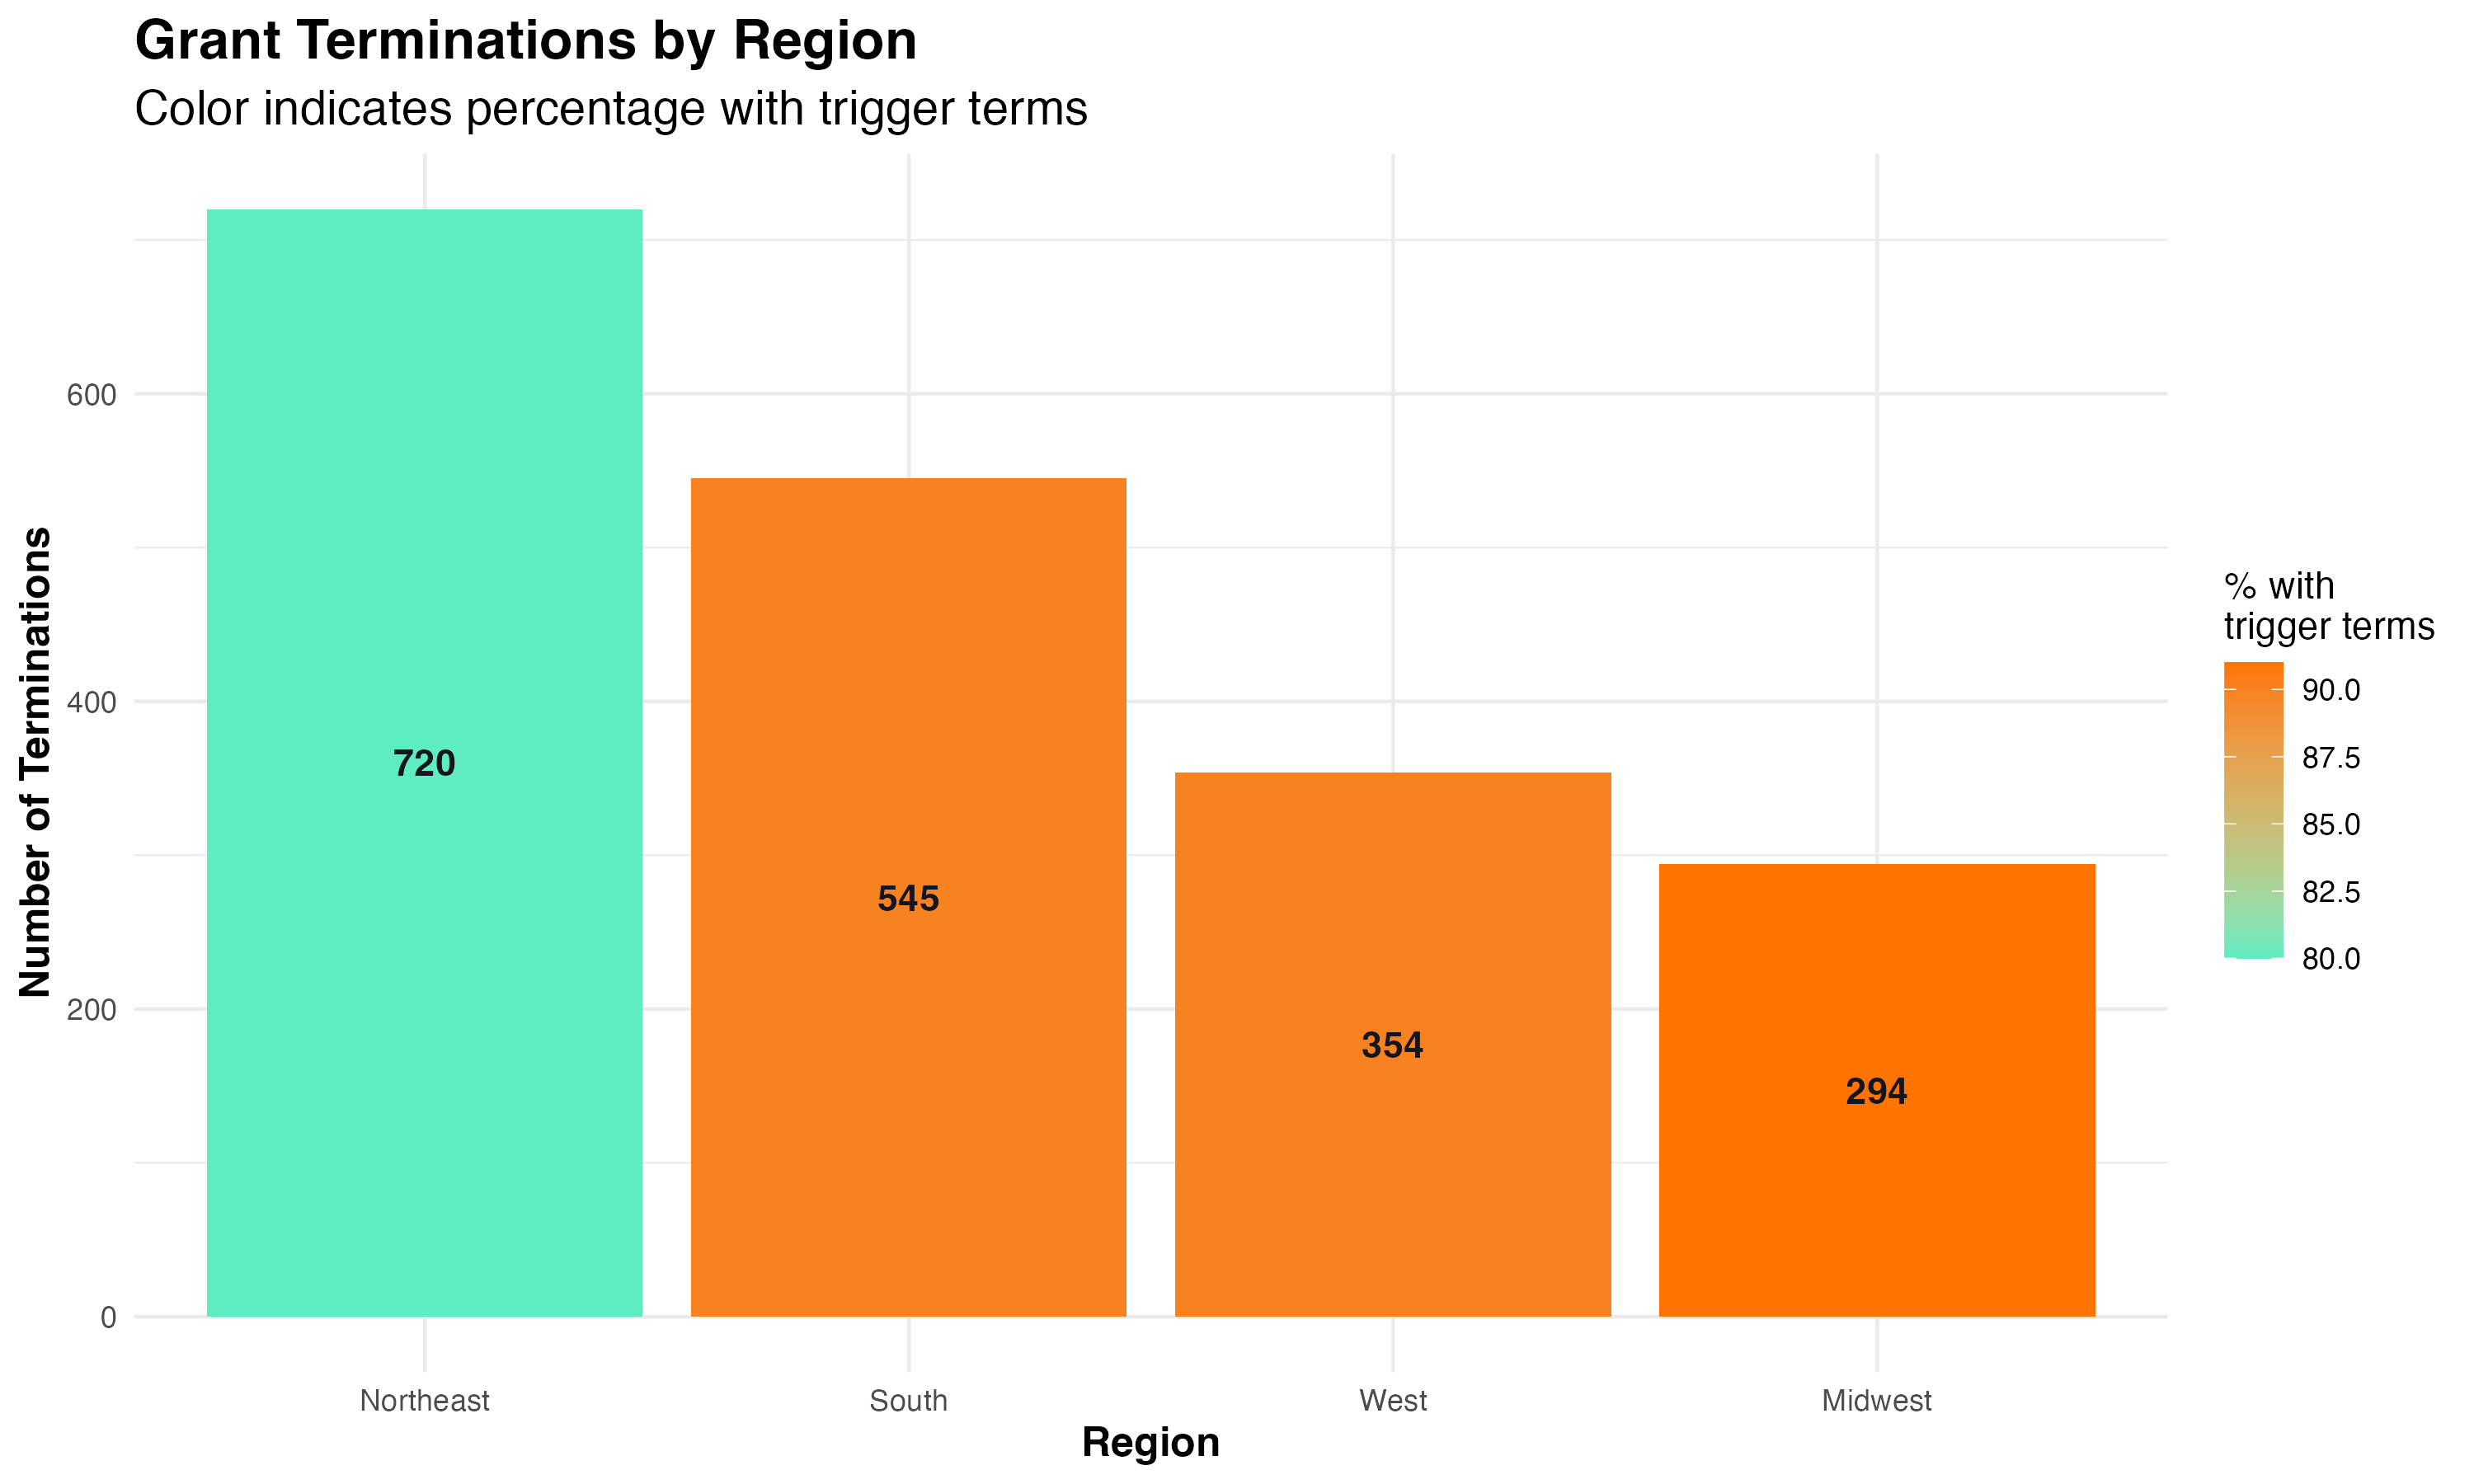 Grant Terminations by Region
Color indicates percentage with trigger terms
Number of Terminations
600
400
200
0
720
545
354
294
Northeast
South
West
Midwest
Region
% with
trigger terms
90.0
87.5
85.0
82.5
80.0